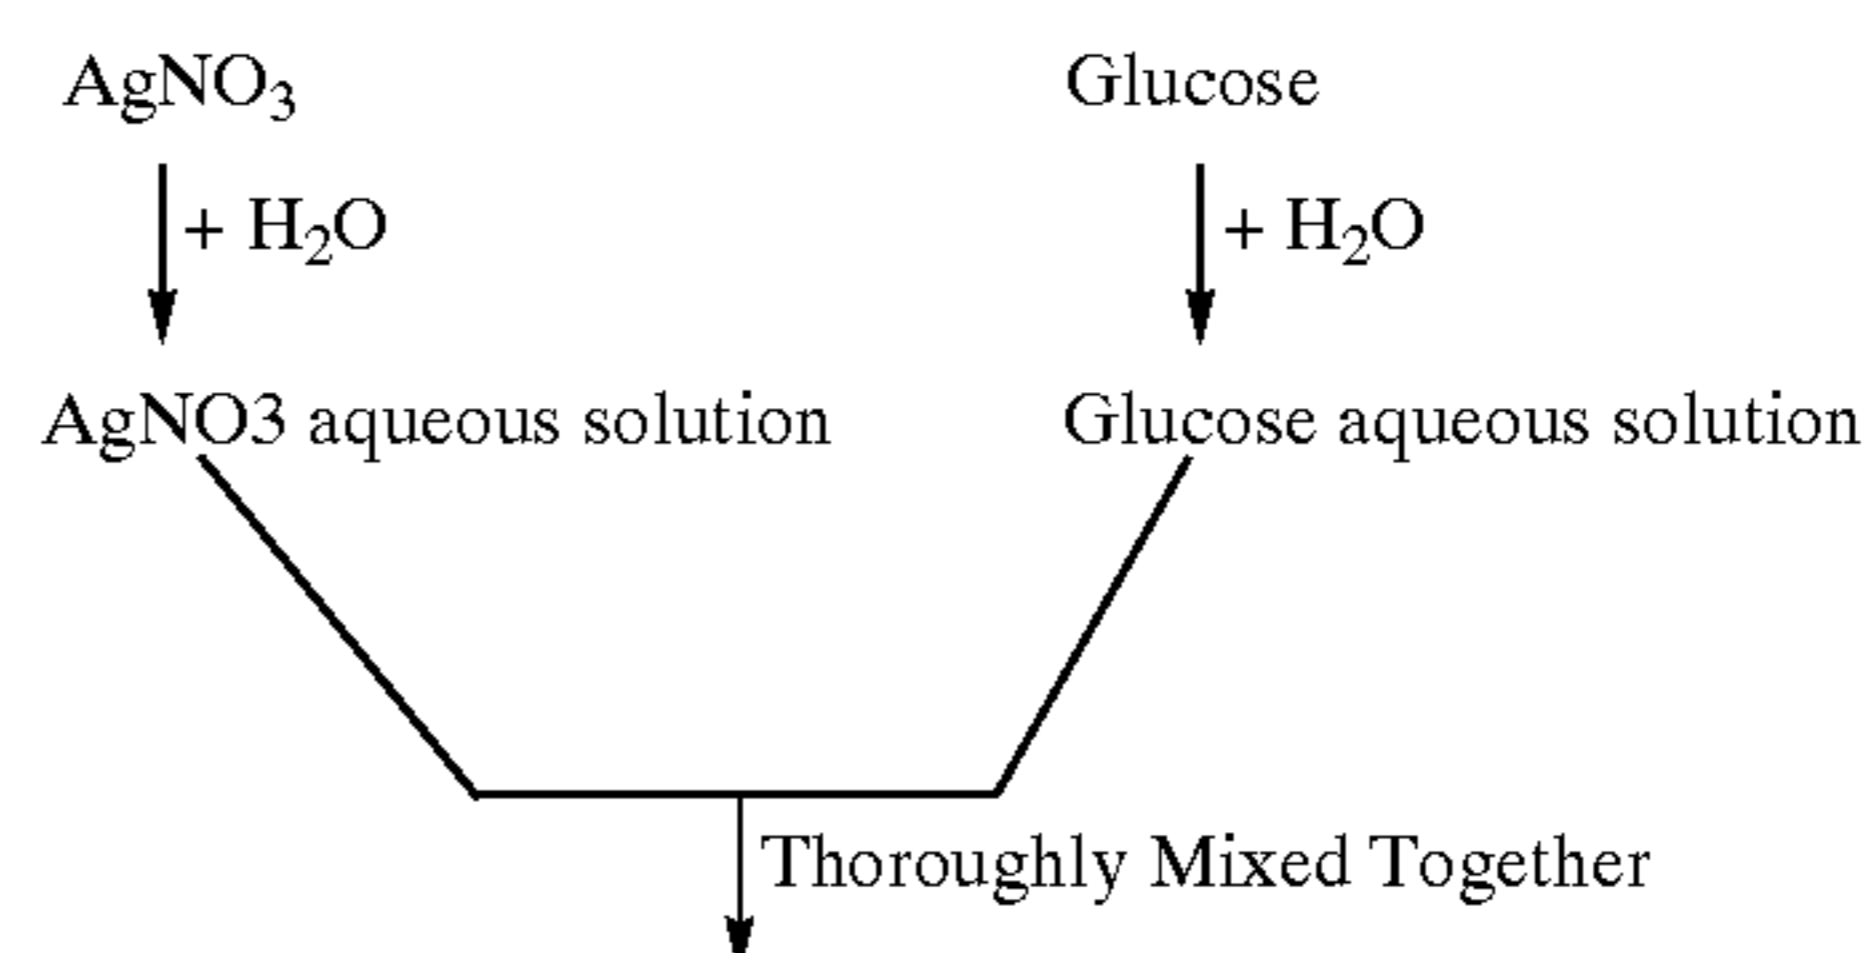 AgNO₃
Glucose
+ H₂O
+ H₂O
AgNO3 aqueous solution
Glucose aqueous solution
Thoroughly Mixed Together